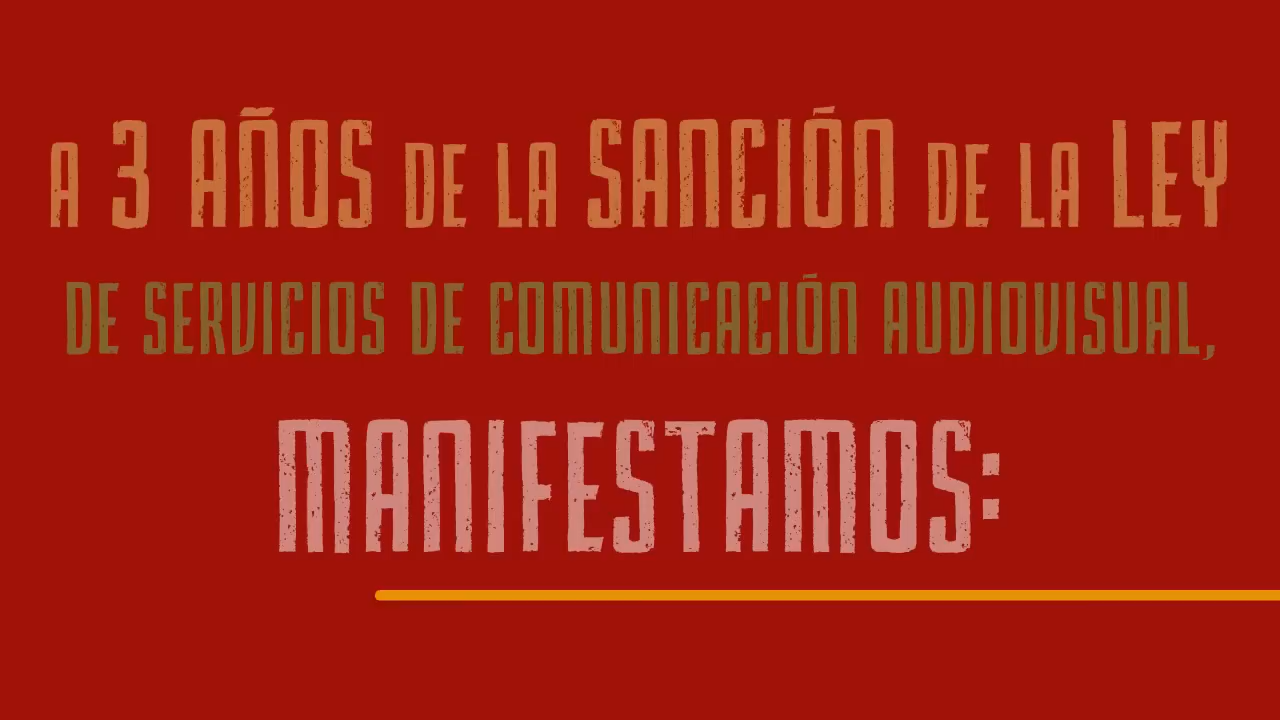 A 3 AÑOS DE LA SANCIÓN DE LA LEY
DE SERVICIOS DE COMUNICACIÓN AUDIOVISUAL,
MANIFESTAMOS: